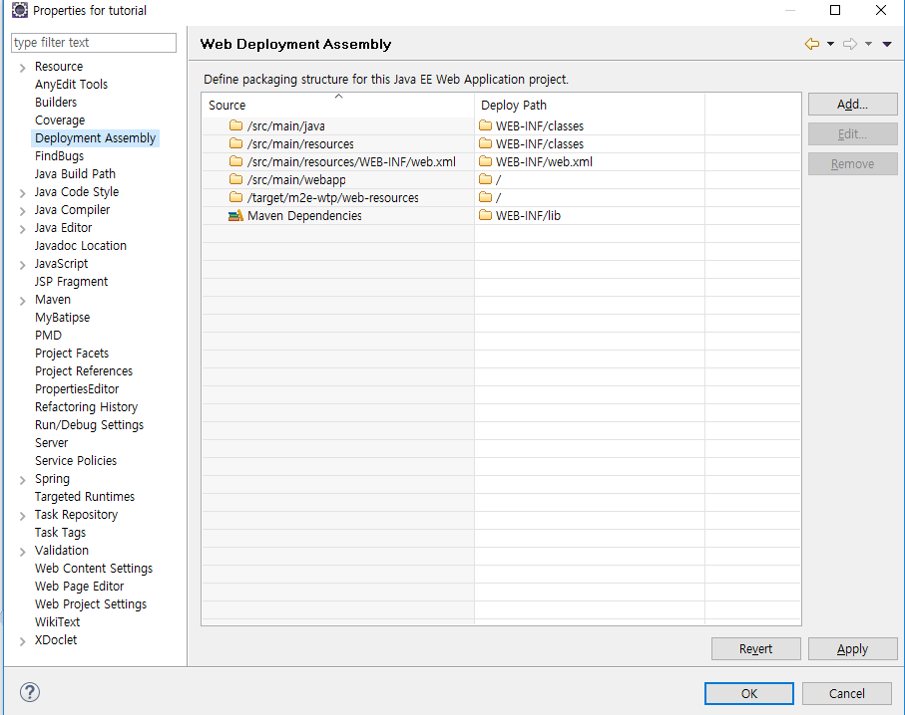 Properties for tutorial
type filter text
Resource
AnyEdit Tools
Builders
Coverage
Deployment Assembly
FindBugs
Java Build Path
Java Code Style
Java Compiler
Java Editor
Javadoc Location
JavaScript
JSP Fragment
Maven
MyBatipse
PMD
Project Facets
Project References
PropertiesEditor
Refactoring History
Run/Debug Settings
Server
Service Policies
Spring
Targeted Runtimes
Task Repository
Task Tags
Validation
Web Content Settings
Web Page Editor
Web Project Settings
WikiText
XDoclet
Web Deployment Assembly
Define packaging structure for this Java EE Web Application project.
Source Deploy Path
/src/main/java WEB-INF/classes
/src/main/resources WEB-INF/classes
/src/main/resources/WEB-INF/web.xml WEB-INF/web.xml
/src/main/webapp /
/target/m2e-wtp/web-resources /
Maven Dependencies WEB-INF/lib
Add...
Edit...
Remove
Revert Apply
? OK Cancel